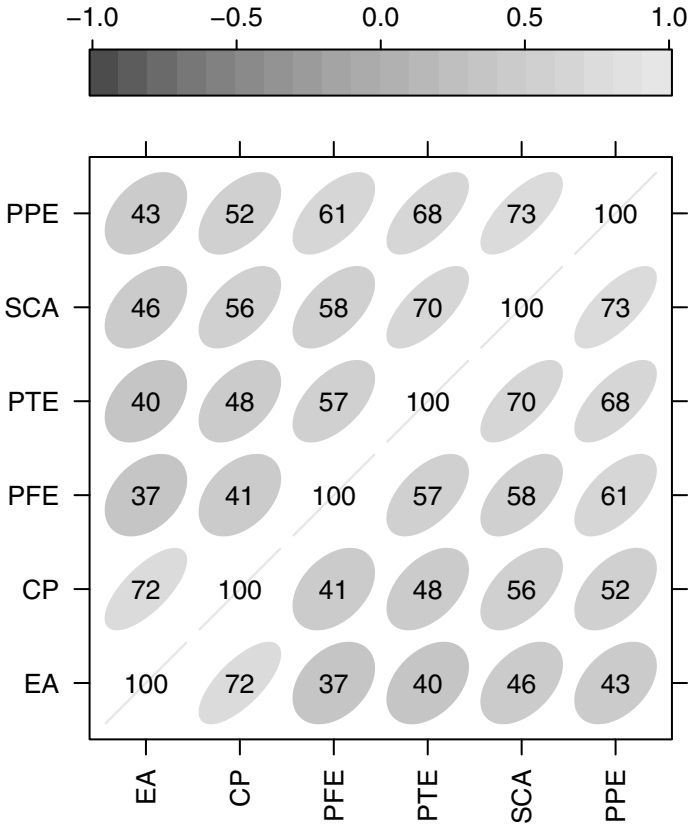 −1.0 −0.5 0.0 0.5 1.0
PPE 43 52 61 68 73 100
SCA 46 56 58 70 100 73
PTE 40 48 57 100 70 68
PFE 37 41 100 57 58 61
CP 72 100 41 48 56 52
EA 100 72 37 40 46 43
EA CP PFE PTE SCA PPE